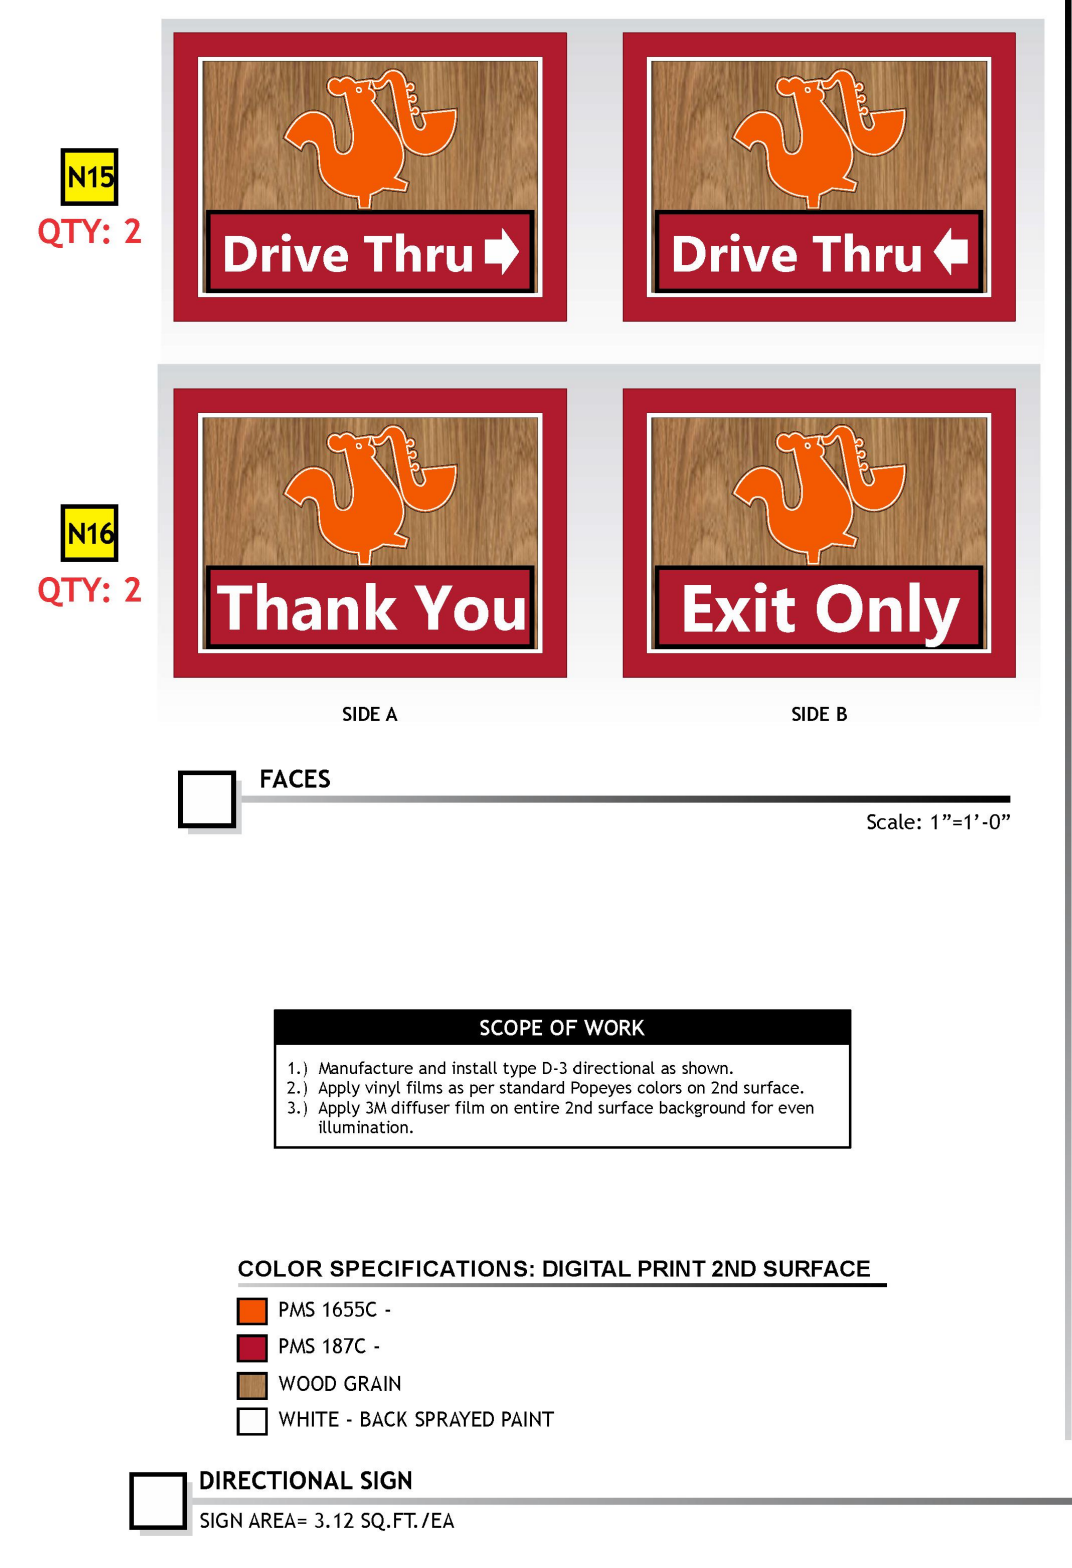 N15
QTY: 2
Drive Thru
Drive Thru
N16
QTY: 2
Thank You
Exit Only
SIDE A
SIDE B
FACES
Scale: 1”=1’-0”
SCOPE OF WORK
1.) Manufacture and install type D-3 directional as shown.
2.) Apply vinyl films as per standard Popeyes colors on 2nd surface.
3.) Apply 3M diffuser film on entire 2nd surface background for even
illumination.
COLOR SPECIFICATIONS: DIGITAL PRINT 2ND SURFACE
PMS 1655C -
PMS 187C -
WOOD GRAIN
WHITE - BACK SPRAYED PAINT
DIRECTIONAL SIGN
SIGN AREA= 3.12 SQ.FT./EA